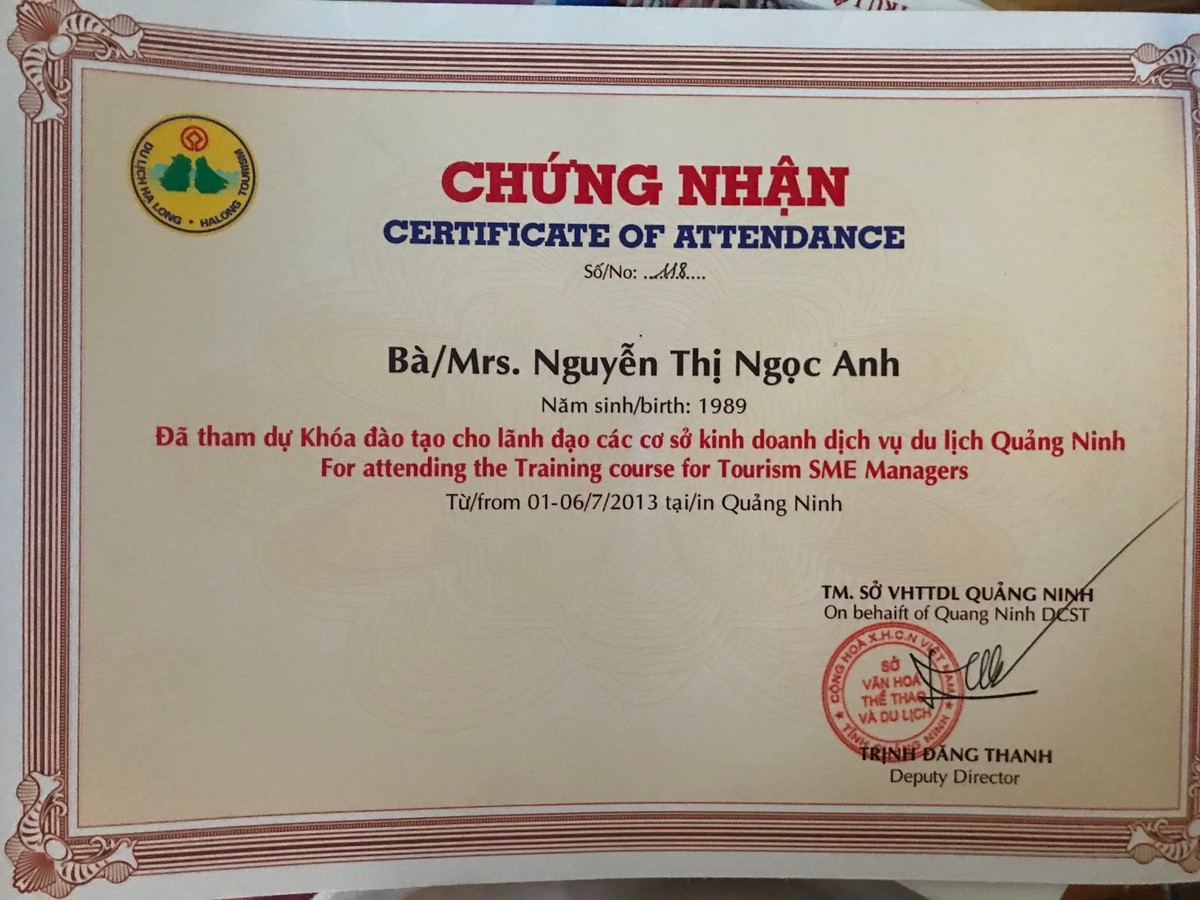 DU LỊCH HẠ LONG • HALONG TOURISM
CHỨNG NHẬN
CERTIFICATE OF ATTENDANCE
Số/No: ....118....
Bà/Mrs. Nguyễn Thị Ngọc Anh
Năm sinh/birth: 1989
Đã tham dự Khóa đào tạo cho lãnh đạo các cơ sở kinh doanh dịch vụ du lịch Quảng Ninh
For attending the Training course for Tourism SME Managers
Từ/from 01-06/7/2013 tại/in Quảng Ninh
TM. SỞ VHTTDL QUẢNG NINH
On behaift of Quang Ninh DCST
CỘNG HOÀ X.H.C.N VIỆT NAM
SỞ
VĂN HOÁ
THỂ THAO
VÀ DU LỊCH
★ TỈNH QUẢNG NINH ★
TRỊNH ĐĂNG THANH
Deputy Director